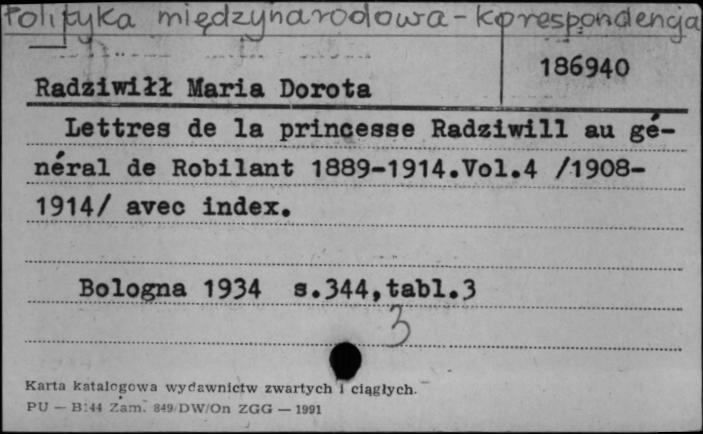 Polityka międzynarodowa - korespondencja
186940
Radziwiłł Maria Dorota
Lettres de la princesse Radziwill au gé-
néral de Robilant 1889-1914.Vol.4 /1908-
1914/ avec index.
Bologna 1934 s.344,tabl.3
3
Karta katalogowa wydawnictw zwartych i ciągłych.
PU — B:44 Zam. 849/DW/On ZGG — 1991